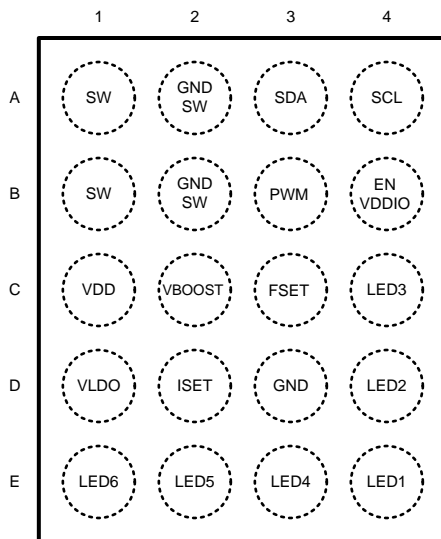 1 2 3 4
A SW GND SW SDA SCL
B SW GND SW PWM EN VDDIO
C VDD VBOOST FSET LED3
D VLDO ISET GND LED2
E LED6 LED5 LED4 LED1